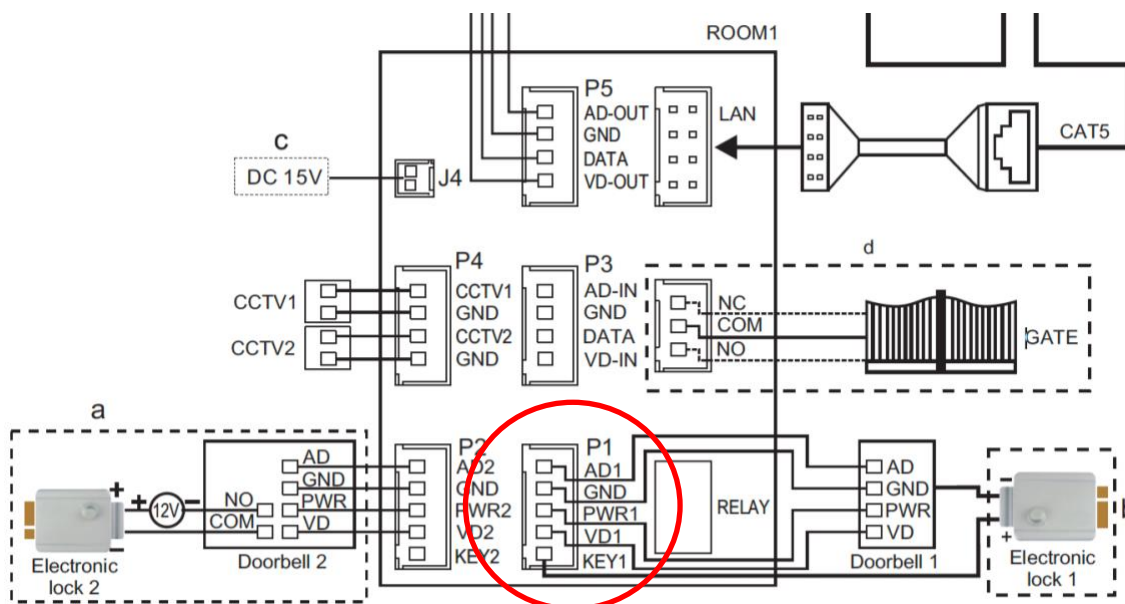 ROOM1
P5
AD-OUT
GND
DATA
VD-OUT
LAN
CAT5
c
DC 15V
J4
P4
CCTV1
GND
CCTV2
GND
CCTV1
CCTV2
P3
AD-IN
GND
DATA
VD-IN
d
NC
COM
NO
GATE
a
+
+
12V
−
−
NO
COM
AD
GND
PWR
VD
Electronic
lock 2
Doorbell 2
P2
AD2
GND
PWR2
VD2
KEY2
P1
AD1
GND
PWR1
VD1
KEY1
RELAY
AD
GND
PWR
VD
Doorbell 1
−
+
Electronic
lock 1